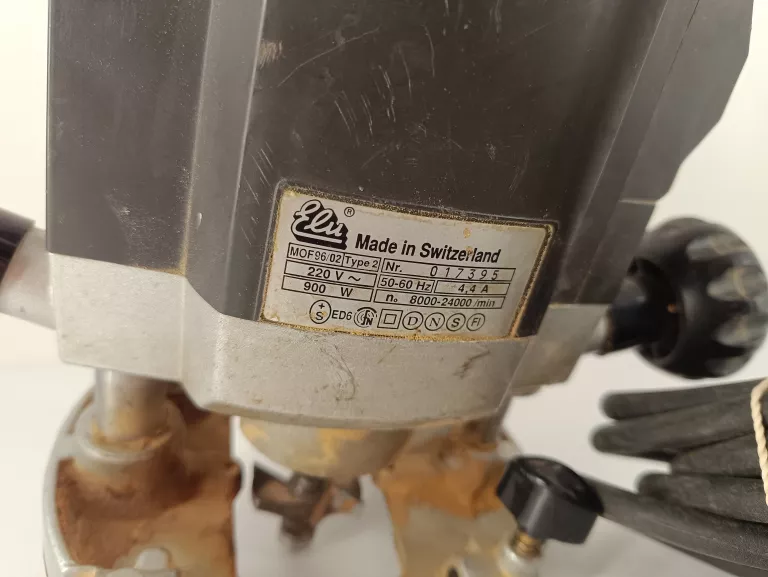 Elu ®
Made in Switzerland
MOF96/02 Type 2 Nr. 017395
220 V ~ 50-60 Hz 4,4 A
900 W n₀ 8000-24000/min
+
S ED6 D N S FI